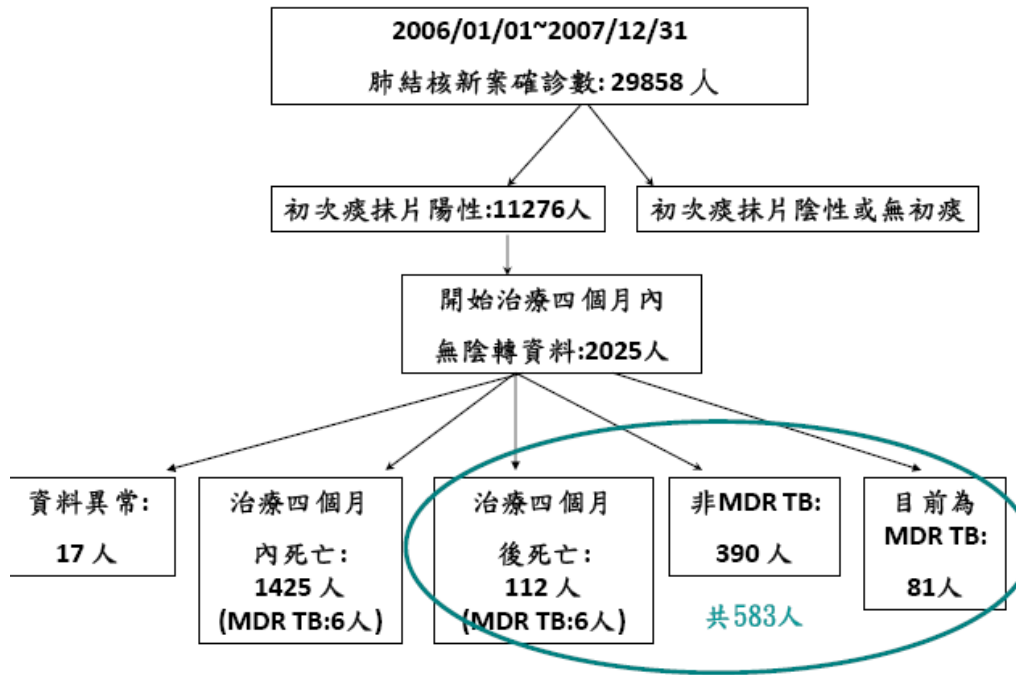 2006/01/01~2007/12/31
肺結核新案確診數: 29858 人
初次痰抹片陽性:11276人
初次痰抹片陰性或無初痰
開始治療四個月內
無陰轉資料:2025人
資料異常:
17 人
治療四個月
內死亡:
1425 人
(MDR TB:6人)
治療四個月
後死亡:
112 人
(MDR TB:6人)
非MDR TB:
390 人
目前為
MDR TB:
81人
共583人